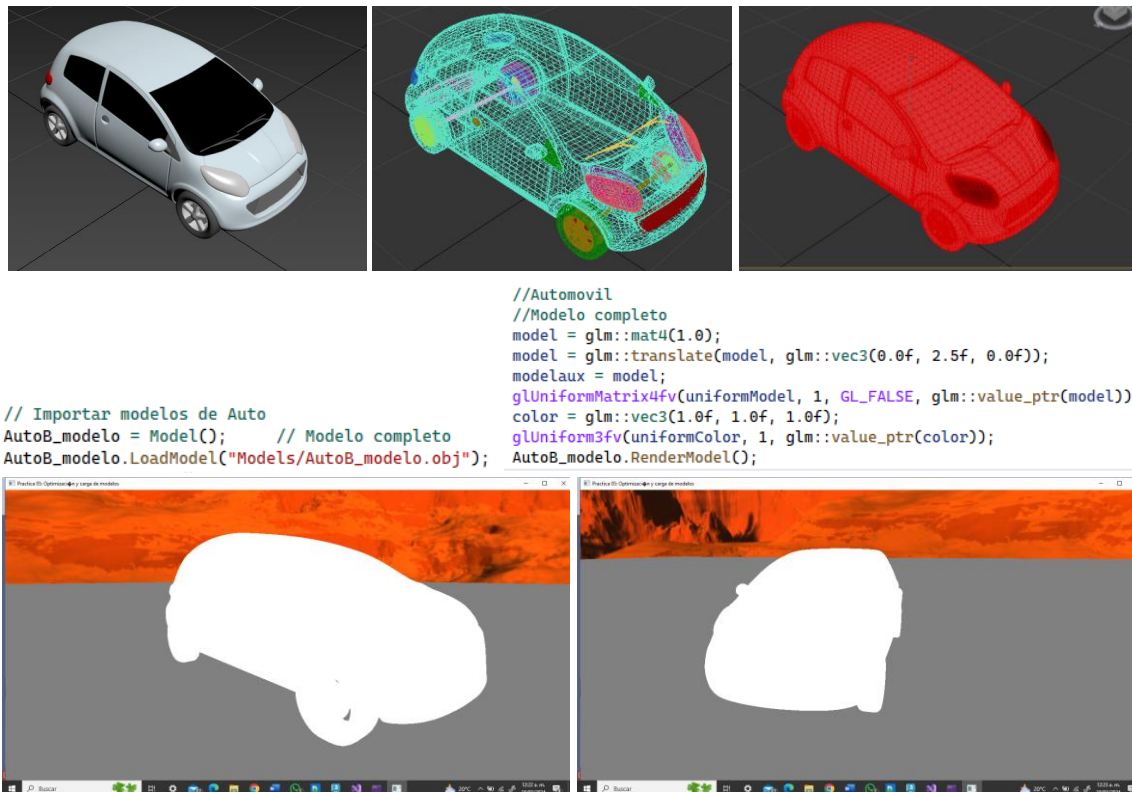 //Automovil
//Modelo completo
model = glm::mat4(1.0);
model = glm::translate(model, glm::vec3(0.0f, 2.5f, 0.0f));
modelaux = model;
glUniformMatrix4fv(uniformModel, 1, GL_FALSE, glm::value_ptr(model))
color = glm::vec3(1.0f, 1.0f, 1.0f);
glUniform3fv(uniformColor, 1, glm::value_ptr(color));
AutoB_modelo.RenderModel();
// Importar modelos de Auto
AutoB_modelo = Model(); // Modelo completo
AutoB_modelo.LoadModel("Models/AutoB_modelo.obj");
Buscar
20°C
Buscar
20°C